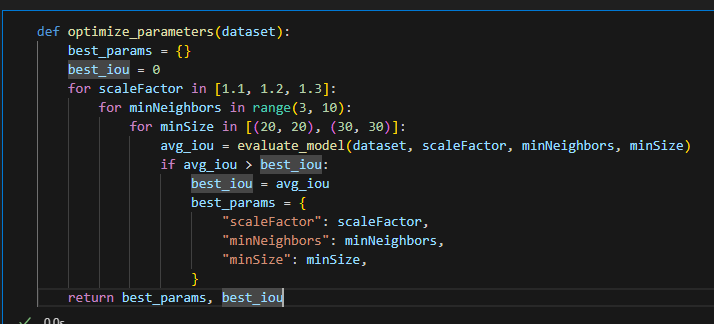 def optimize_parameters(dataset):
    best_params = {}
    best_iou = 0
    for scaleFactor in [1.1, 1.2, 1.3]:
        for minNeighbors in range(3, 10):
            for minSize in [(20, 20), (30, 30)]:
                avg_iou = evaluate_model(dataset, scaleFactor, minNeighbors, minSize)
                if avg_iou > best_iou:
                    best_iou = avg_iou
                    best_params = {
                        "scaleFactor": scaleFactor,
                        "minNeighbors": minNeighbors,
                        "minSize": minSize,
                    }
    return best_params, best_iou
0.0s